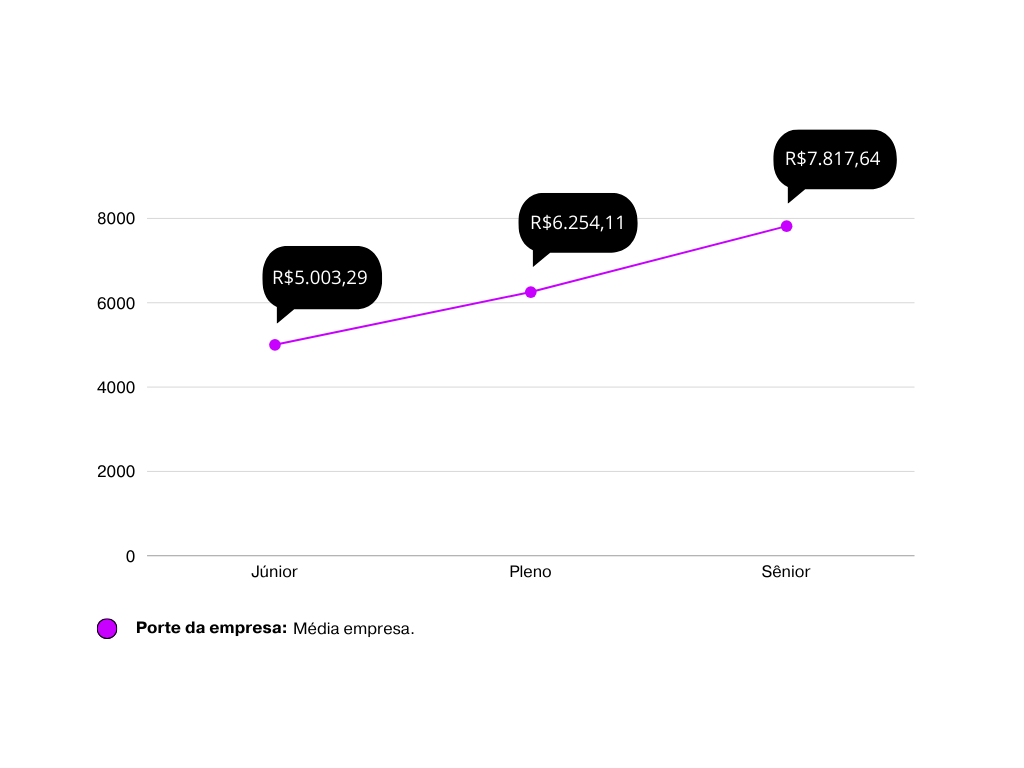 R$7.817,64
R$6.254,11
R$5.003,29
8000
6000
4000
2000
0
Júnior Pleno Sênior
Porte da empresa: Média empresa.